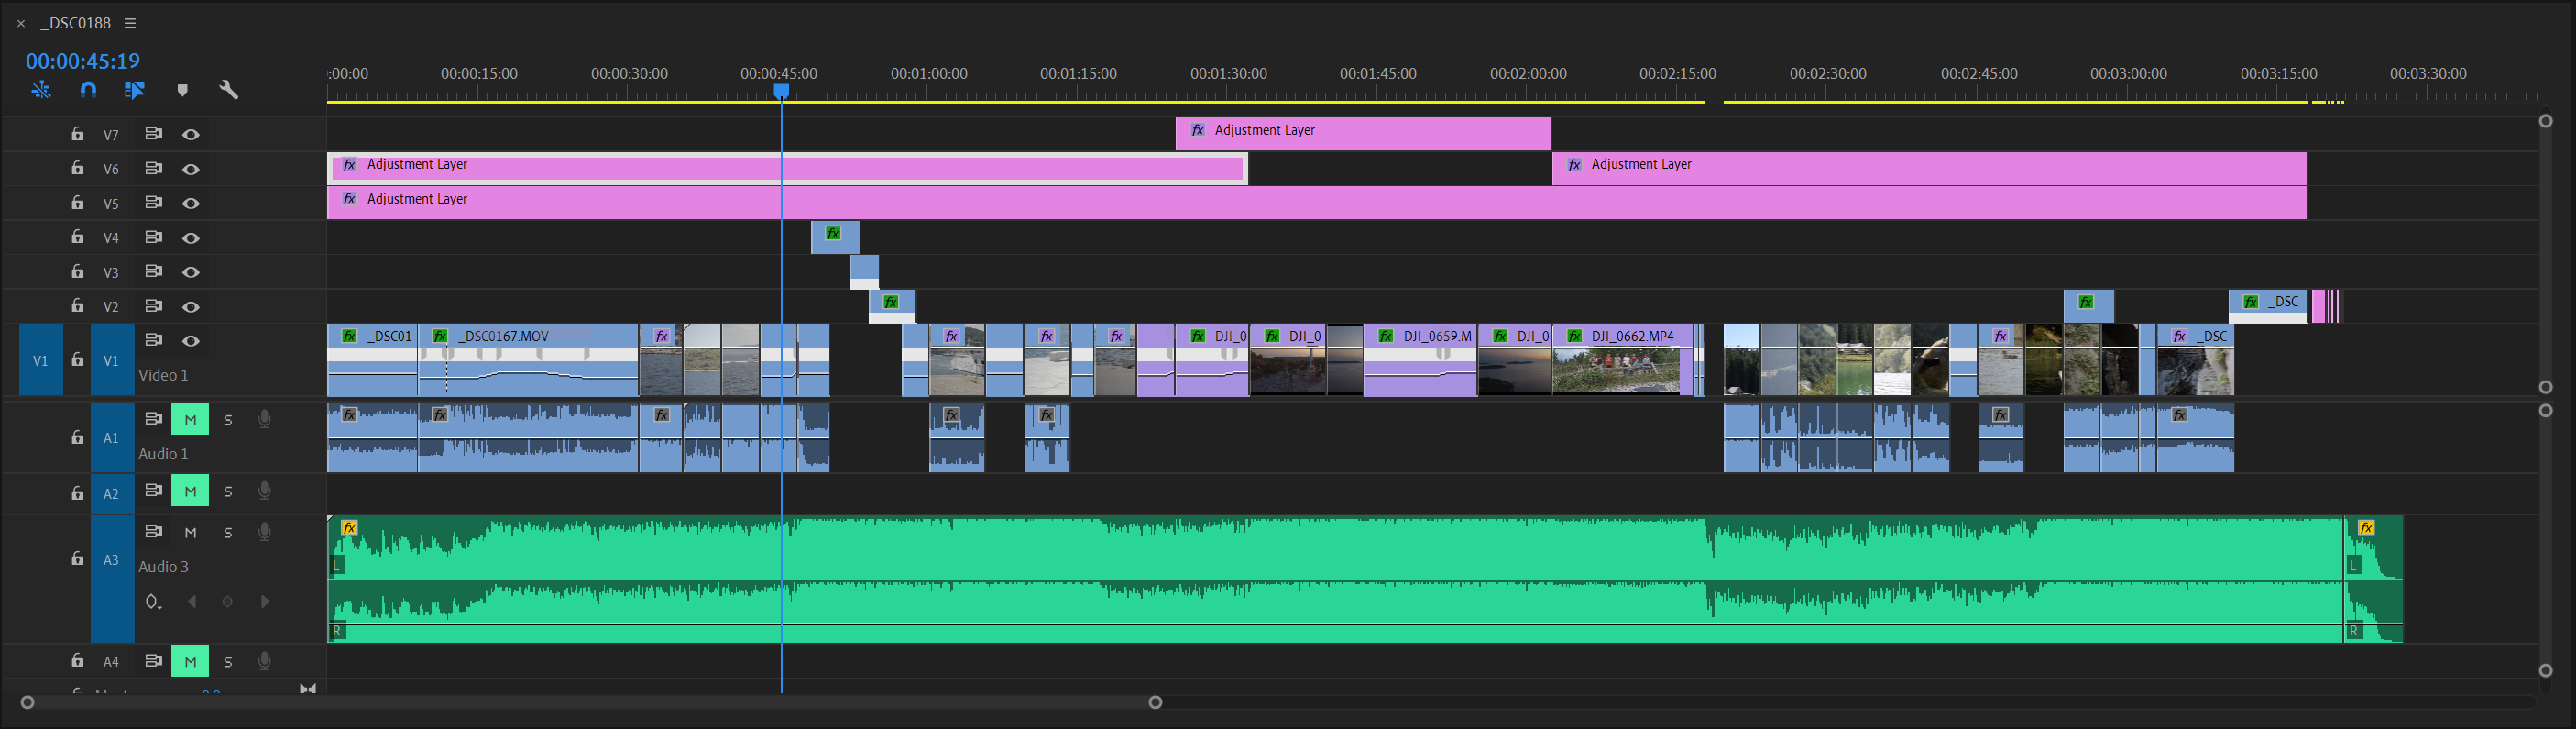 × _DSC0188
00:00:45:19
:00:00 00:00:15:00 00:00:30:00 00:00:45:00 00:01:00:00 00:01:15:00 00:01:30:00 00:01:45:00 00:02:00:00 00:02:15:00 00:02:30:00 00:02:45:00 00:03:00:00 00:03:15:00 00:03:30:00
V7 fx Adjustment Layer
V6 fx Adjustment Layer fx Adjustment Layer
V5 fx Adjustment Layer
V4 fx
V3
V2 fx fx fx _DSC
V1 V1 fx _DSC01 fx _DSC0167.MOV fx fx fx fx fx DJI_0 fx DJI_0 fx DJI_0659.M fx DJI_0 fx DJI_0662.MP4 fx fx _DSC
Video 1
A1 M S fx fx fx fx fx fx fx
Audio 1
A2 M S
A3 M S fx fx
Audio 3 L L
R R
A4 M S